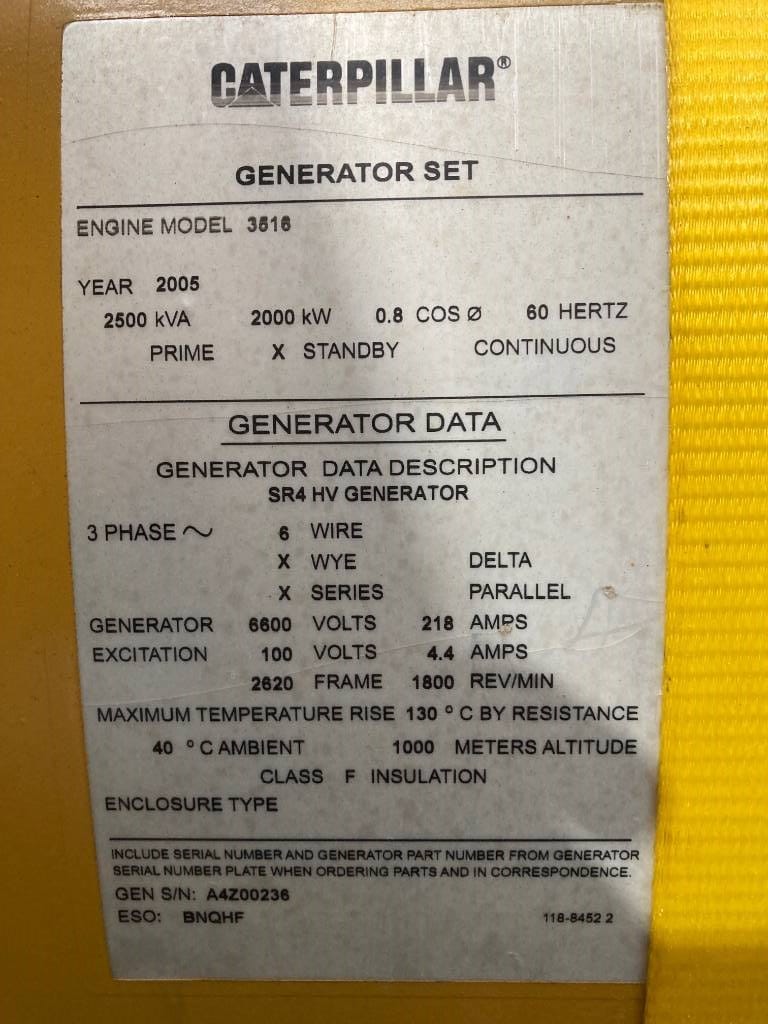 CATERPILLAR®
GENERATOR SET
ENGINE MODEL 3516
YEAR 2005
2500 kVA 2000 kW 0.8 COS Ø 60 HERTZ
PRIME X STANDBY CONTINUOUS
GENERATOR DATA
GENERATOR DATA DESCRIPTION
SR4 HV GENERATOR
3 PHASE ~ 6 WIRE
X WYE DELTA
X SERIES PARALLEL
GENERATOR 6600 VOLTS 218 AMPS
EXCITATION 100 VOLTS 4.4 AMPS
2620 FRAME 1800 REV/MIN
MAXIMUM TEMPERATURE RISE 130 ° C BY RESISTANCE
40 ° C AMBIENT 1000 METERS ALTITUDE
CLASS F INSULATION
ENCLOSURE TYPE
INCLUDE SERIAL NUMBER AND GENERATOR PART NUMBER FROM GENERATOR
SERIAL NUMBER PLATE WHEN ORDERING PARTS AND IN CORRESPONDENCE.
GEN S/N: A4Z00236
ESO: BNQHF 118-8452 2